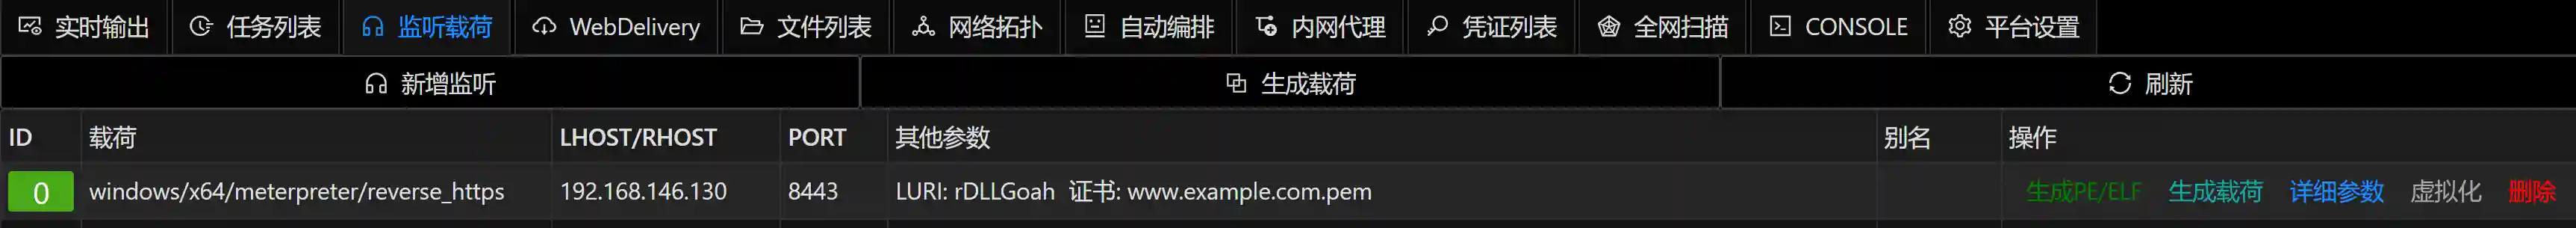 实时输出 任务列表 监听载荷 WebDelivery 文件列表 网络拓扑 自动编排 内网代理 凭证列表 全网扫描 CONSOLE 平台设置
新增监听 生成载荷 刷新
ID 载荷 LHOST/RHOST PORT 其他参数 别名 操作
0 windows/x64/meterpreter/reverse_https 192.168.146.130 8443 LURI: rDLLGoah 证书: www.example.com.pem 生成PE/ELF 生成载荷 详细参数 虚拟化 删除